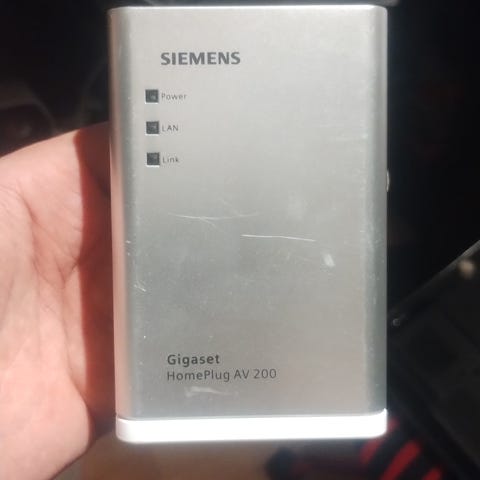 SIEMENS
Power
LAN
Link
Gigaset
HomePlug AV 200